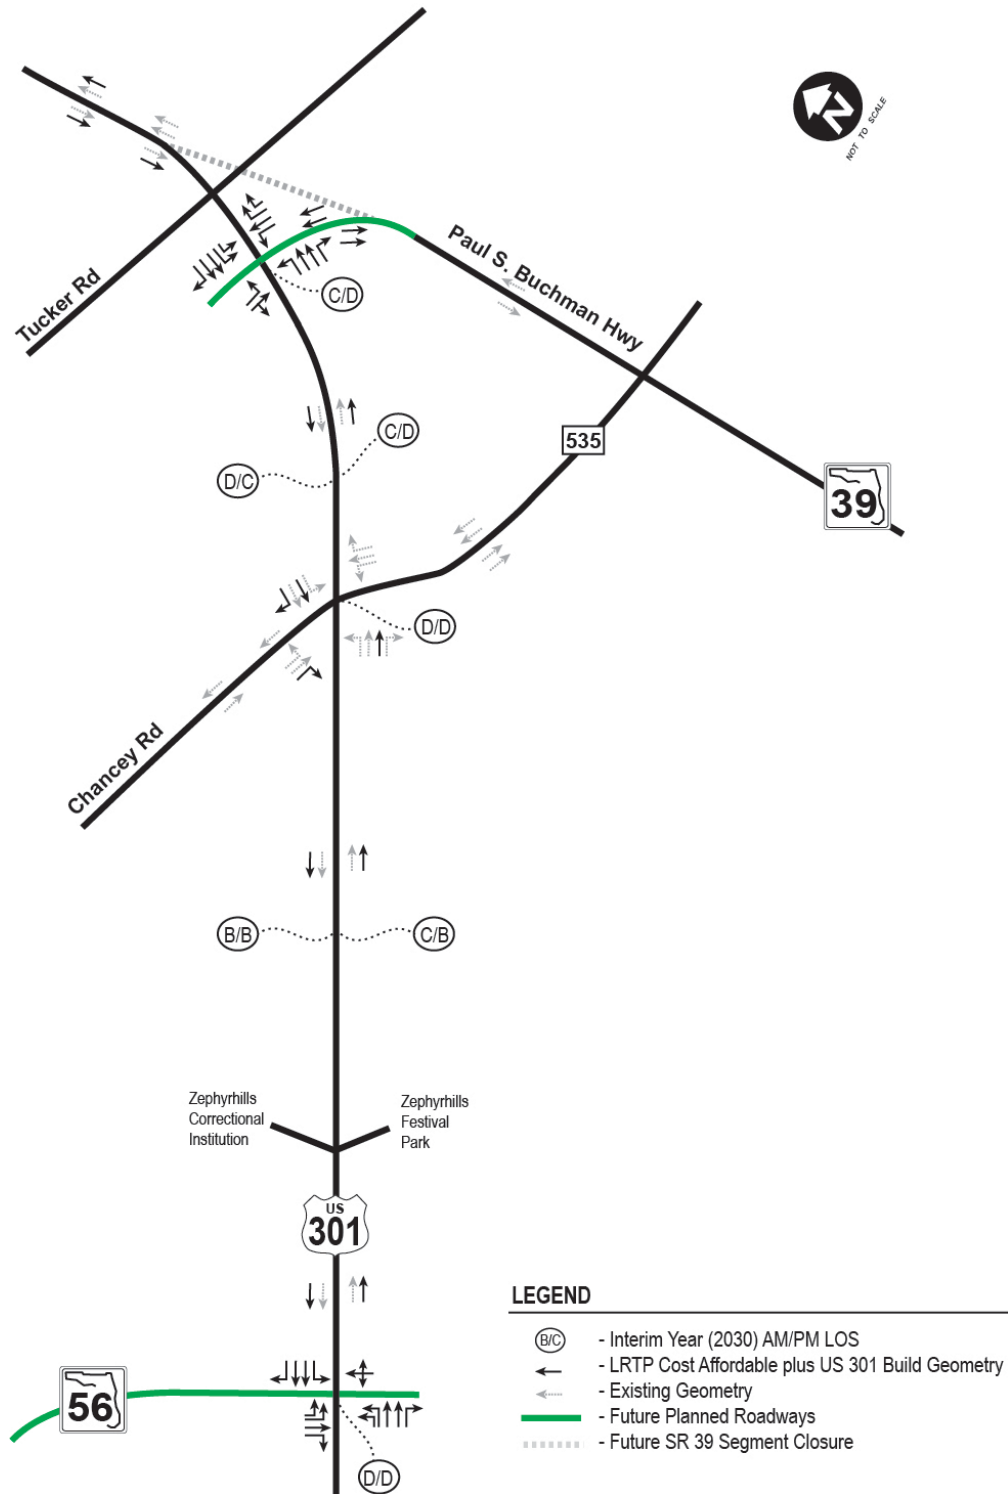 N
NOT TO SCALE
Tucker Rd
Paul S. Buchman Hwy
C/D
C/D
535
D/C
39
D/D
Chancey Rd
B/B
C/B
Zephyrhills
Correctional
Institution
Zephyrhills
Festival
Park
US
301
LEGEND
B/C - Interim Year (2030) AM/PM LOS
- LRTP Cost Affordable plus US 301 Build Geometry
- Existing Geometry
- Future Planned Roadways
- Future SR 39 Segment Closure
56
D/D